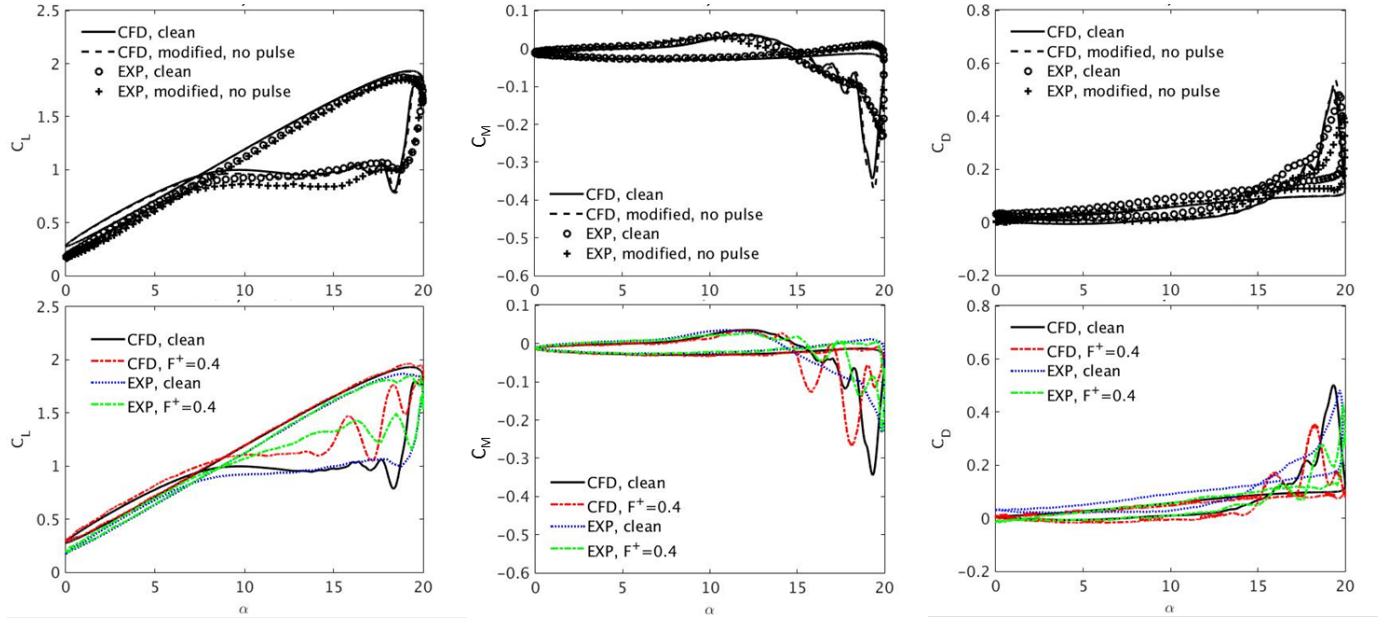 CFD, clean
CFD, modified, no pulse
EXP, clean
EXP, modified, no pulse
C_L
2.5
2
1.5
1
0.5
0
0 5 10 15 20
CFD, clean
CFD, modified, no pulse
EXP, clean
EXP, modified, no pulse
C_M
0.1
0
−0.1
−0.2
−0.3
−0.4
−0.5
−0.6
0 5 10 15 20
CFD, clean
CFD, modified, no pulse
EXP, clean
EXP, modified, no pulse
C_D
0.8
0.6
0.4
0.2
0
−0.2
0 5 10 15 20
CFD, clean
CFD, F⁺=0.4
EXP, clean
EXP, F⁺=0.4
C_L
2.5
2
1.5
1
0.5
0
0 5 10 15 20
α
CFD, clean
CFD, F⁺=0.4
EXP, clean
EXP, F⁺=0.4
C_M
0.1
0
−0.1
−0.2
−0.3
−0.4
−0.5
−0.6
0 5 10 15 20
α
CFD, clean
CFD, F⁺=0.4
EXP, clean
EXP, F⁺=0.4
C_D
0.8
0.6
0.4
0.2
0
−0.2
0 5 10 15 20
α